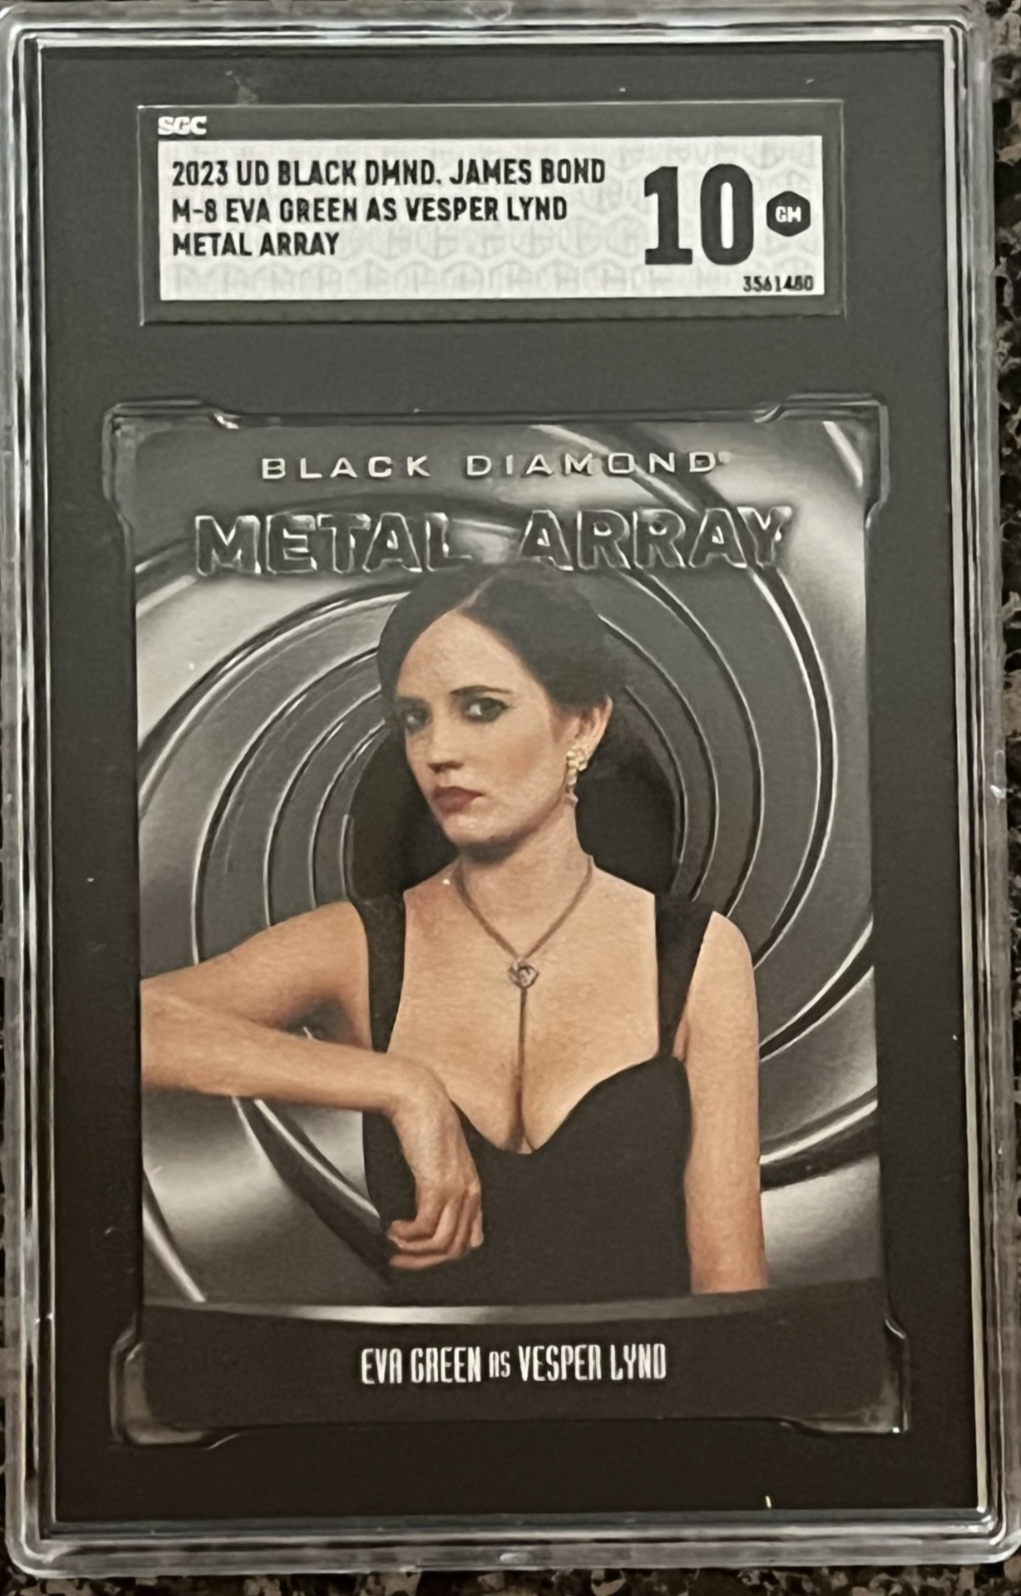 SGC
2023 UD BLACK DMND. JAMES BOND
M-8 EVA GREEN AS VESPER LYND
METAL ARRAY
10 GM
3561480
BLACK DIAMOND®
METAL ARRAY
EVA GREEN AS VESPER LYND